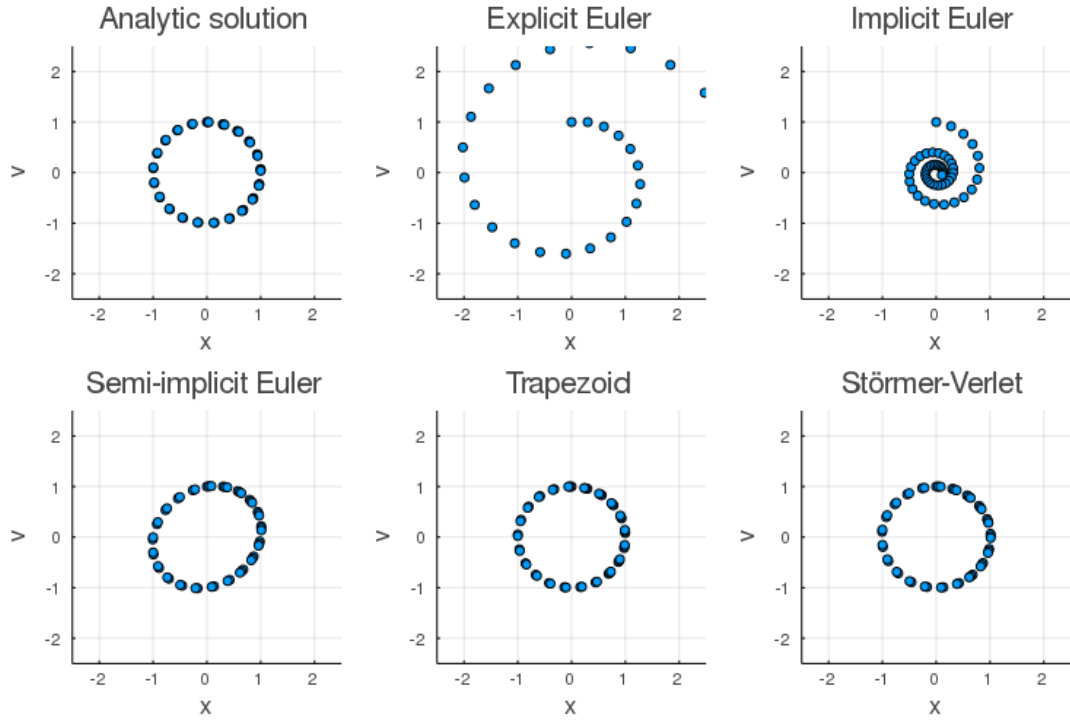 Analytic solution
Explicit Euler
Implicit Euler
2
1
0
-1
-2
v
-2 -1 0 1 2
x
2
1
0
-1
-2
v
-2 -1 0 1 2
x
2
1
0
-1
-2
v
-2 -1 0 1 2
x
Semi-implicit Euler
Trapezoid
Störmer-Verlet
2
1
0
-1
-2
v
-2 -1 0 1 2
x
2
1
0
-1
-2
v
-2 -1 0 1 2
x
2
1
0
-1
-2
v
-2 -1 0 1 2
x